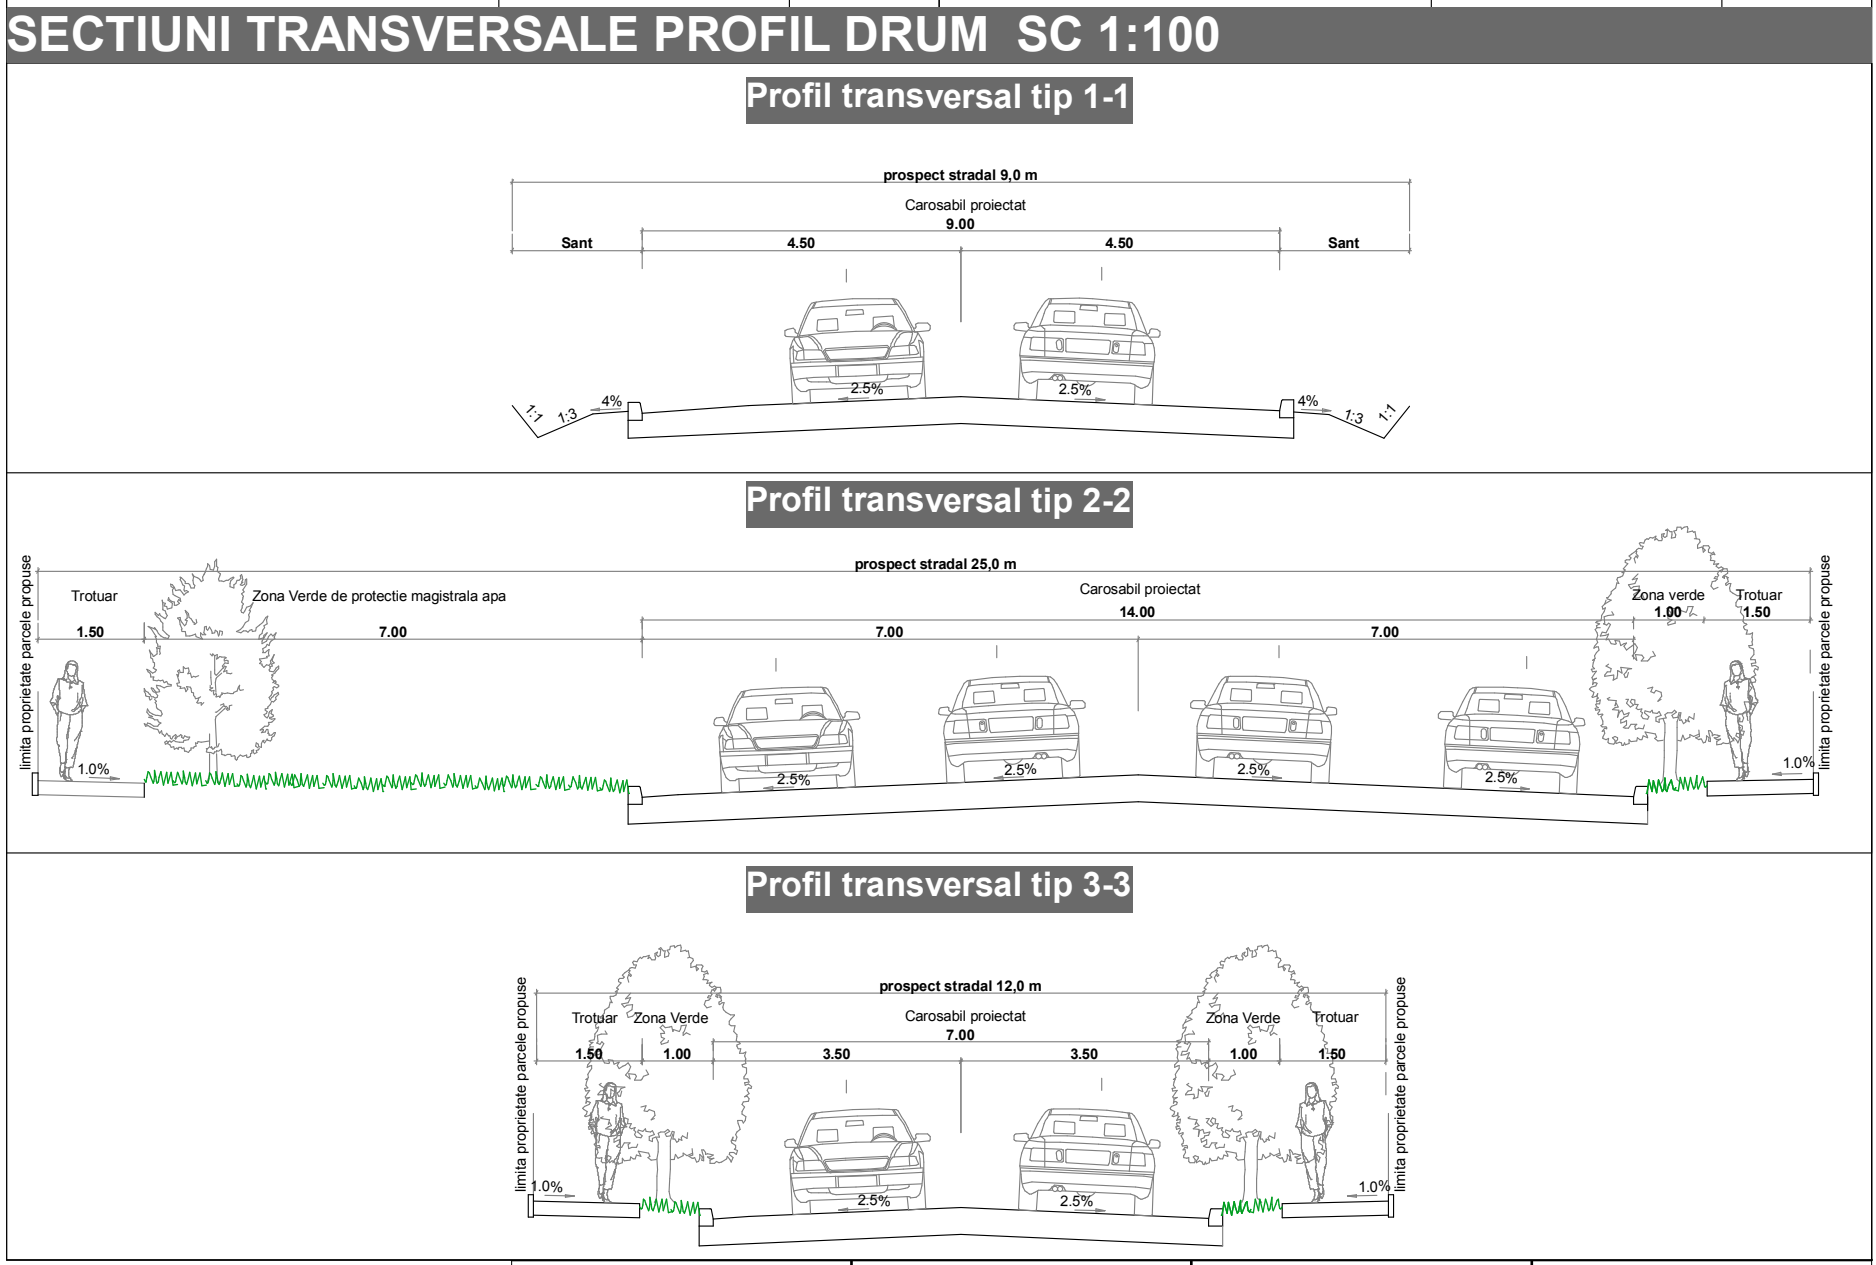 SECTIUNI TRANSVERSALE PROFIL DRUM SC 1:100
Profil transversal tip 1-1
prospect stradal 9,0 m
Carosabil proiectat
9.00
Sant 4.50 4.50 Sant
2.5% 2.5%
1:1 1:3 4% 4% 1:3 1:1
Profil transversal tip 2-2
prospect stradal 25,0 m
limita proprietate parcele propuse
Trotuar Zona Verde de protectie magistrala apa Carosabil proiectat Zona verde Trotuar
14.00 1.00 1.50
1.50 7.00 7.00 7.00
limita proprietate parcele propuse
1.0% 2.5% 2.5% 2.5% 2.5% 1.0%
Profil transversal tip 3-3
prospect stradal 12,0 m
limita proprietate parcele propuse
Trotuar Zona Verde Carosabil proiectat Zona Verde Trotuar
7.00
1.50 1.00 3.50 3.50 1.00 1.50
limita proprietate parcele propuse
1.0% 2.5% 2.5% 1.0%